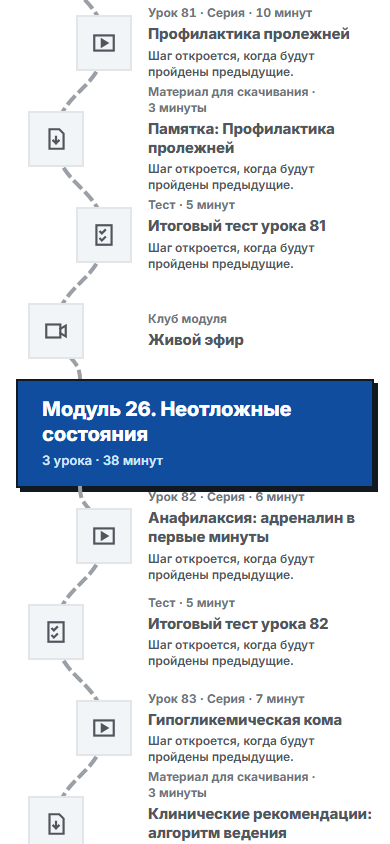 Урок 81 · Серия · 10 минут
Профилактика пролежней
Шаг откроется, когда будут
пройдены предыдущие.
Материал для скачивания ·
3 минуты
Памятка: Профилактика
пролежней
Шаг откроется, когда будут
пройдены предыдущие.
Тест · 5 минут
Итоговый тест урока 81
Шаг откроется, когда будут
пройдены предыдущие.
Клуб модуля
Живой эфир
Модуль 26. Неотложные
состояния
3 урока · 38 минут
Урок 82 · Серия · 6 минут
Анафилаксия: адреналин в
первые минуты
Шаг откроется, когда будут
пройдены предыдущие.
Тест · 5 минут
Итоговый тест урока 82
Шаг откроется, когда будут
пройдены предыдущие.
Урок 83 · Серия · 7 минут
Гипогликемическая кома
Шаг откроется, когда будут
пройдены предыдущие.
Материал для скачивания ·
3 минуты
Клинические рекомендации:
алгоритм ведения